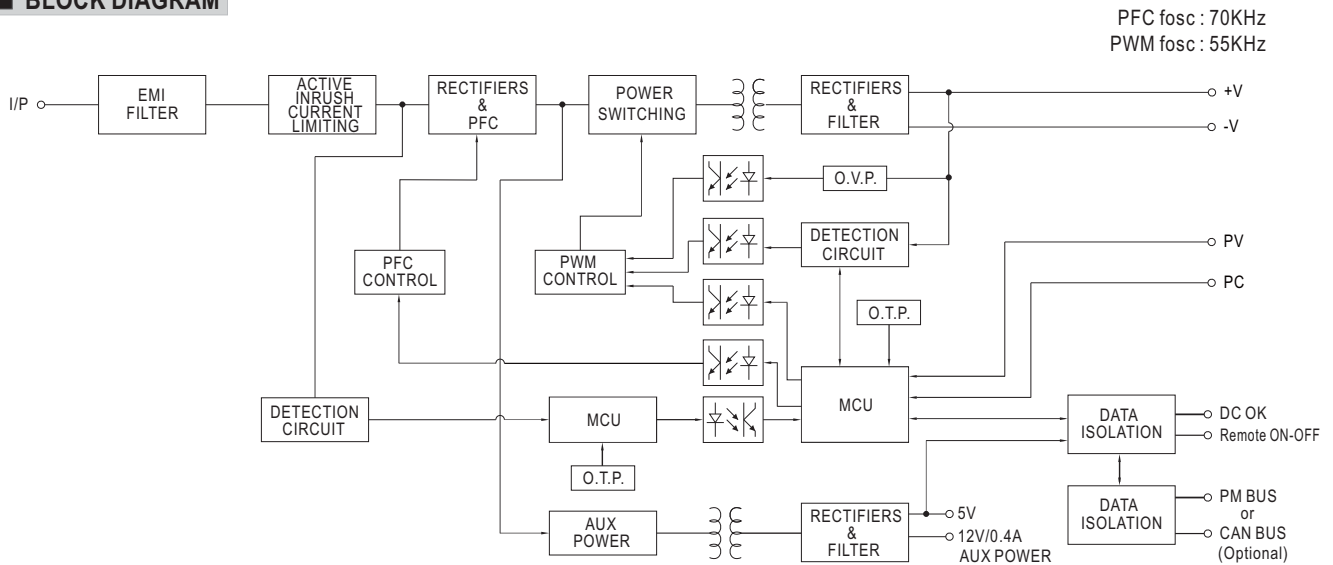 ■ BLOCK DIAGRAM
PFC fosc : 70KHz
PWM fosc : 55KHz
I/P
EMI
FILTER
ACTIVE
INRUSH
CURRENT
LIMITING
RECTIFIERS
&
PFC
POWER
SWITCHING
RECTIFIERS
&
FILTER
+V
-V
O.V.P.
PFC
CONTROL
PWM
CONTROL
DETECTION
CIRCUIT
PV
PC
O.T.P.
DETECTION
CIRCUIT
MCU
MCU
DATA
ISOLATION
DC OK
Remote ON-OFF
O.T.P.
AUX
POWER
RECTIFIERS
&
FILTER
5V
12V/0.4A
AUX POWER
DATA
ISOLATION
PM BUS
or
CAN BUS
(Optional)